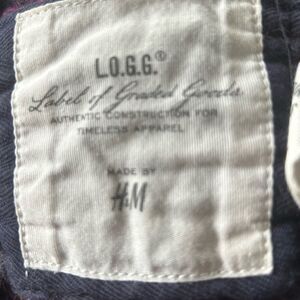 L.O.G.G.®
Label of Graded Goods
AUTHENTIC CONSTRUCTION FOR
TIMELESS APPAREL
MADE BY
H&M